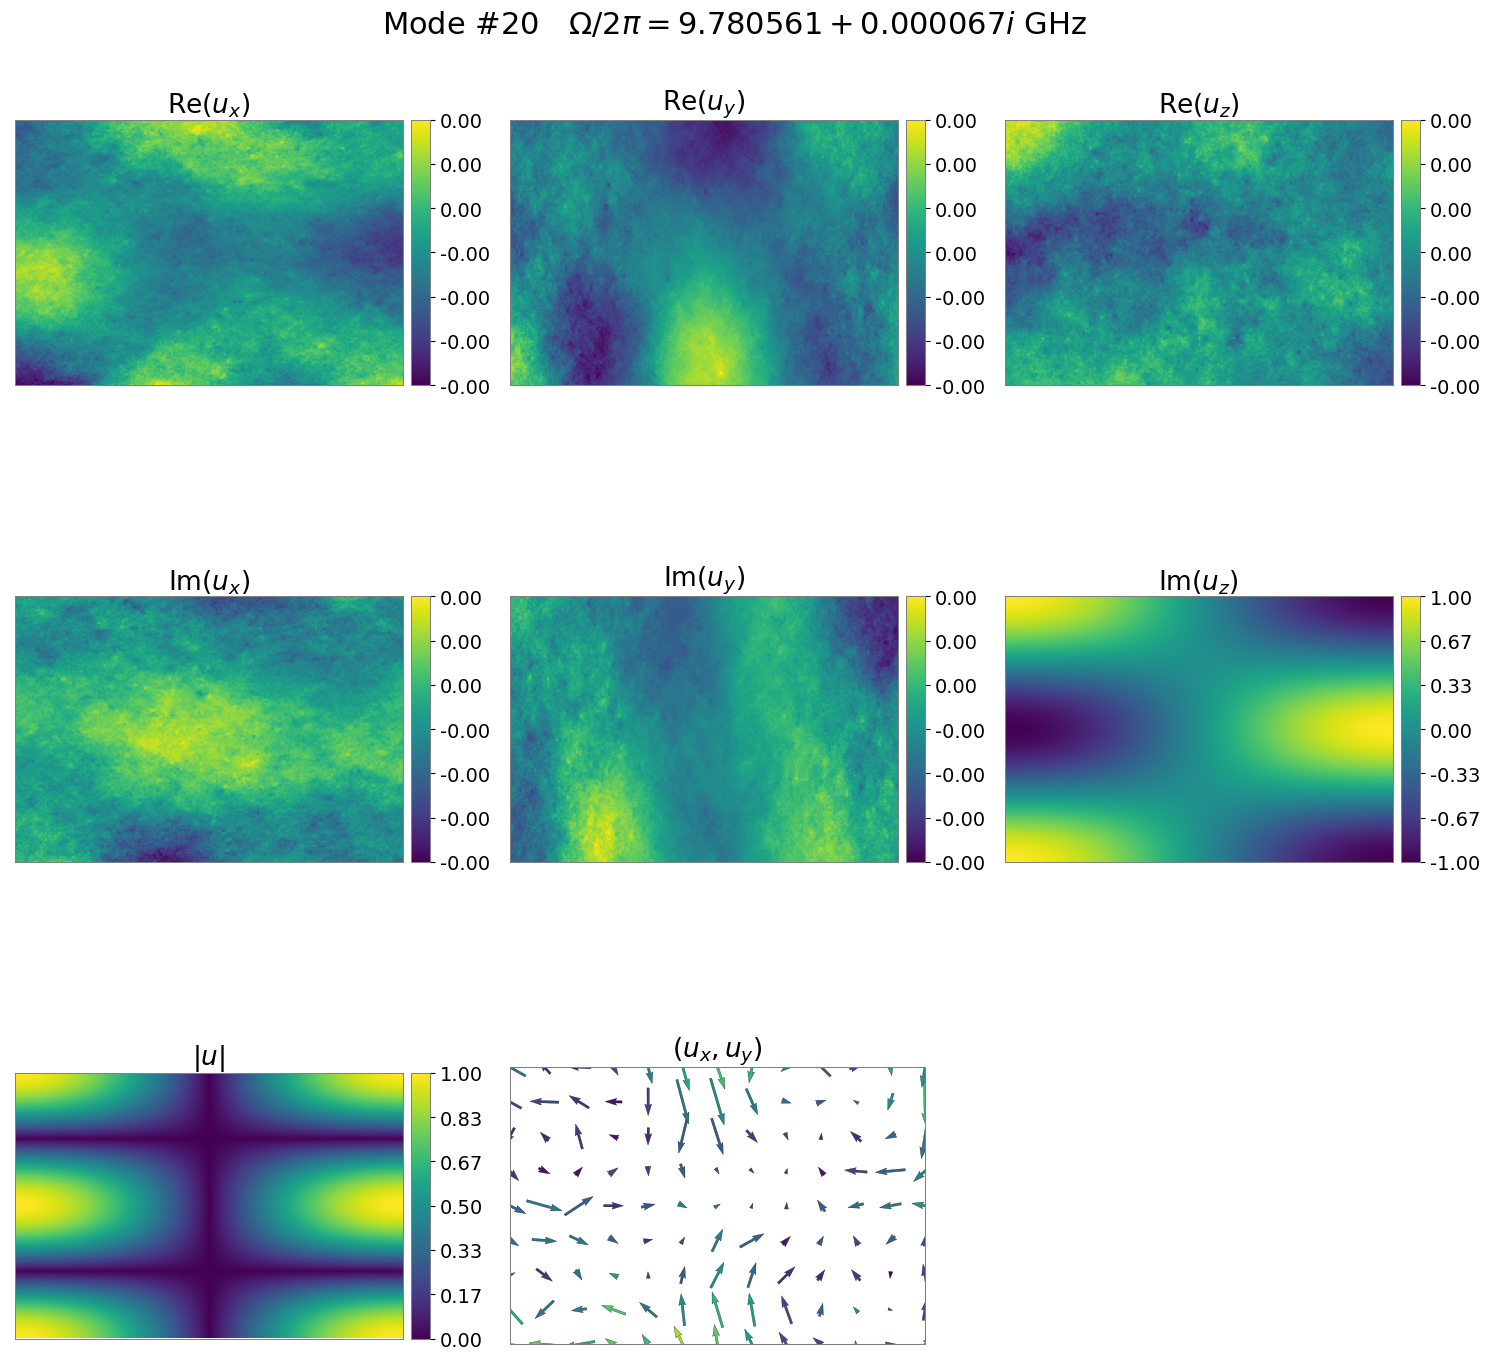 Mode #20 Ω/2π = 9.780561 + 0.000067i GHz
Re(u_x) Re(u_y) Re(u_z)
0.00 0.00 0.00
0.00 0.00 0.00
0.00 0.00 0.00
-0.00 0.00 0.00
-0.00 -0.00 -0.00
-0.00 -0.00 -0.00
-0.00 -0.00 -0.00
Im(u_x) Im(u_y) Im(u_z)
0.00 0.00 1.00
0.00 0.00 0.67
0.00 0.00 0.33
-0.00 -0.00 0.00
-0.00 -0.00 -0.33
-0.00 -0.00 -0.67
-0.00 -0.00 -1.00
|u| (u_x, u_y)
1.00
0.83
0.67
0.50
0.33
0.17
0.00